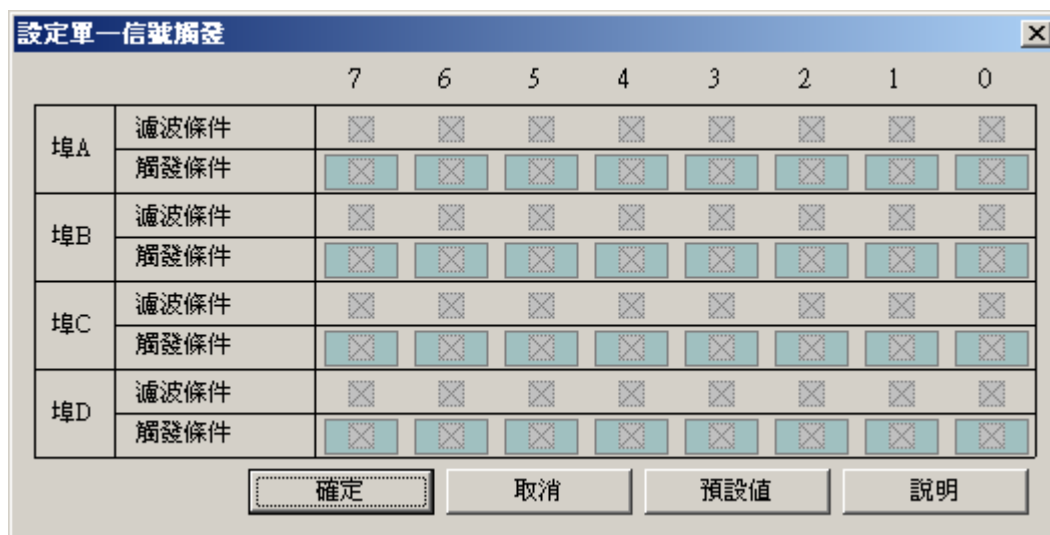 設定單一信號觸發
7 6 5 4 3 2 1 0
埠A
濾波條件
觸發條件
埠B
濾波條件
觸發條件
埠C
濾波條件
觸發條件
埠D
濾波條件
觸發條件
確定 取消 預設值 說明